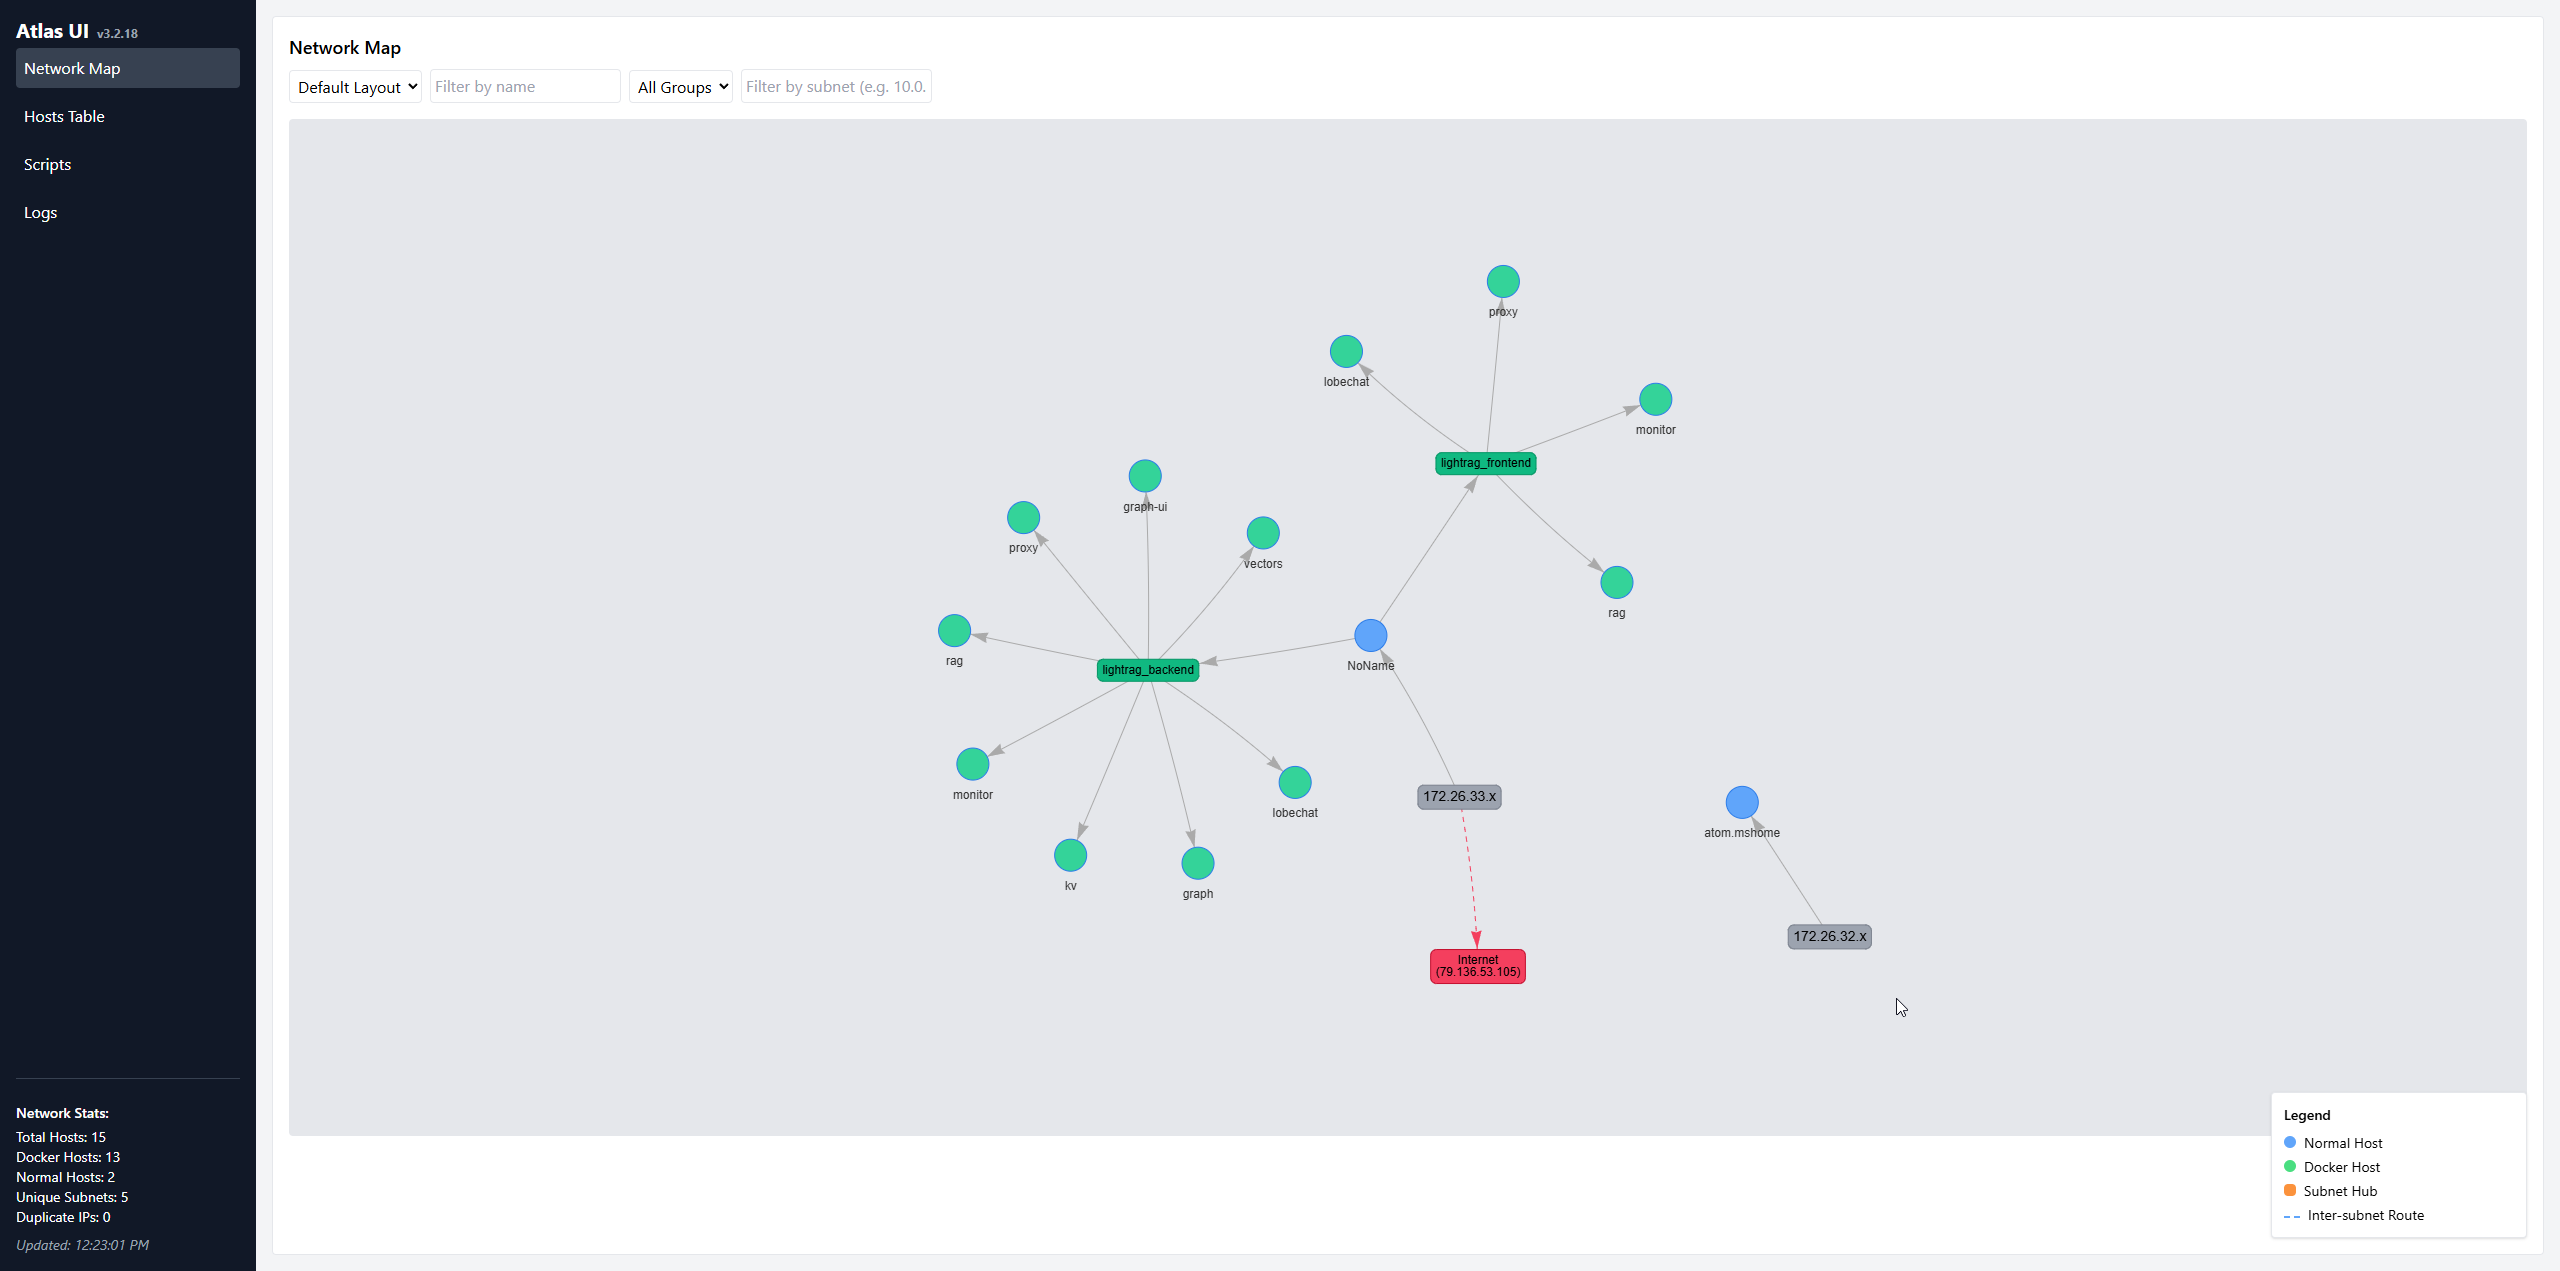 Atlas UI v3.2.18
Network Map
Hosts Table
Scripts
Logs
Network Stats:
Total Hosts: 15
Docker Hosts: 13
Normal Hosts: 2
Unique Subnets: 5
Duplicate IPs: 0
Updated: 12:23:01 PM
Network Map
Default Layout
Filter by name
All Groups
Filter by subnet (e.g. 10.0.
proxy
lobechat
monitor
lightrag_frontend
graph-ui
proxy
vectors
rag
rag
lightrag_backend
NoName
monitor
lobechat
172.26.33.x
atom.mshome
kv
graph
172.26.32.x
Internet
(79.136.53.105)
Legend
Normal Host
Docker Host
Subnet Hub
Inter-subnet Route